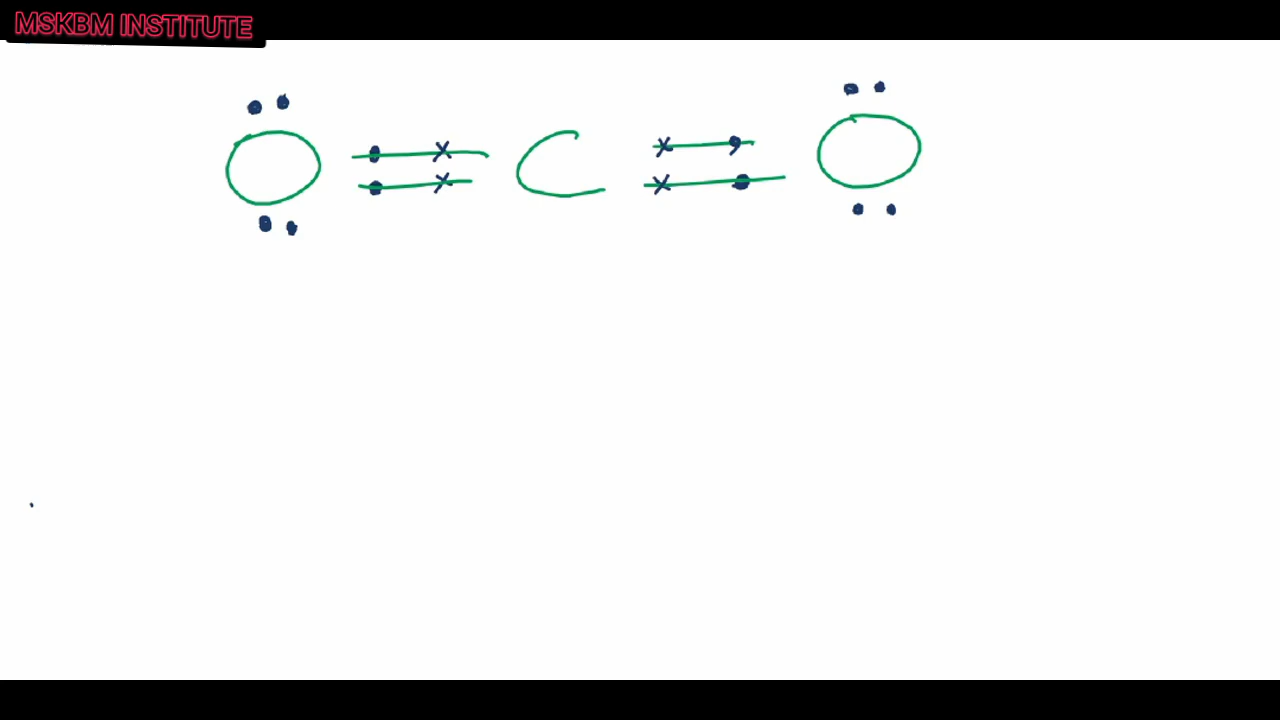 MSKBM INSTITUTE
O = C = O